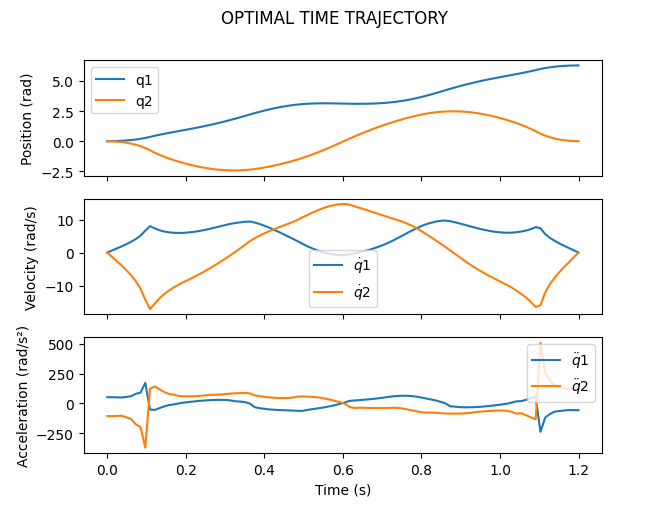 OPTIMAL TIME TRAJECTORY
Position (rad)
5.0
2.5
0.0
−2.5
q1
q2
Velocity (rad/s)
10
0
−10
q̇1
q̇2
Acceleration (rad/s²)
500
250
0
−250
q̈1
q̈2
0.0 0.2 0.4 0.6 0.8 1.0 1.2
Time (s)